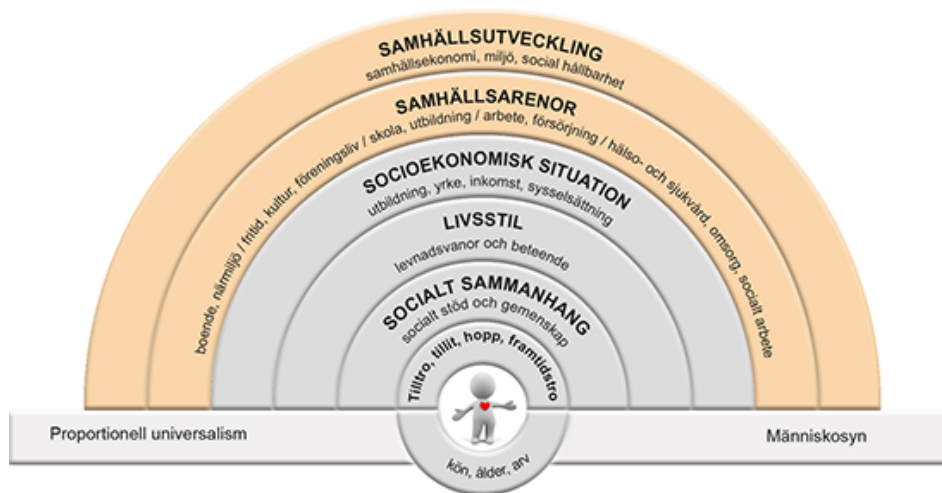 SAMHÄLLSUTVECKLING
samhällsekonomi, miljö, social hållbarhet
SAMHÄLLSARENOR
boende, närmiljö / fritid, kultur, föreningsliv / skola, utbildning / arbete, försörjning / hälso- och sjukvård, omsorg, socialt arbete
SOCIOEKONOMISK SITUATION
utbildning, yrke, inkomst, sysselsättning
LIVSSTIL
levnadsvanor och beteende
SOCIALT SAMMANHANG
socialt stöd och gemenskap
Tilltro, tillit, hopp, framtidstro
Proportionell universalism
Människosyn
kön, ålder, arv